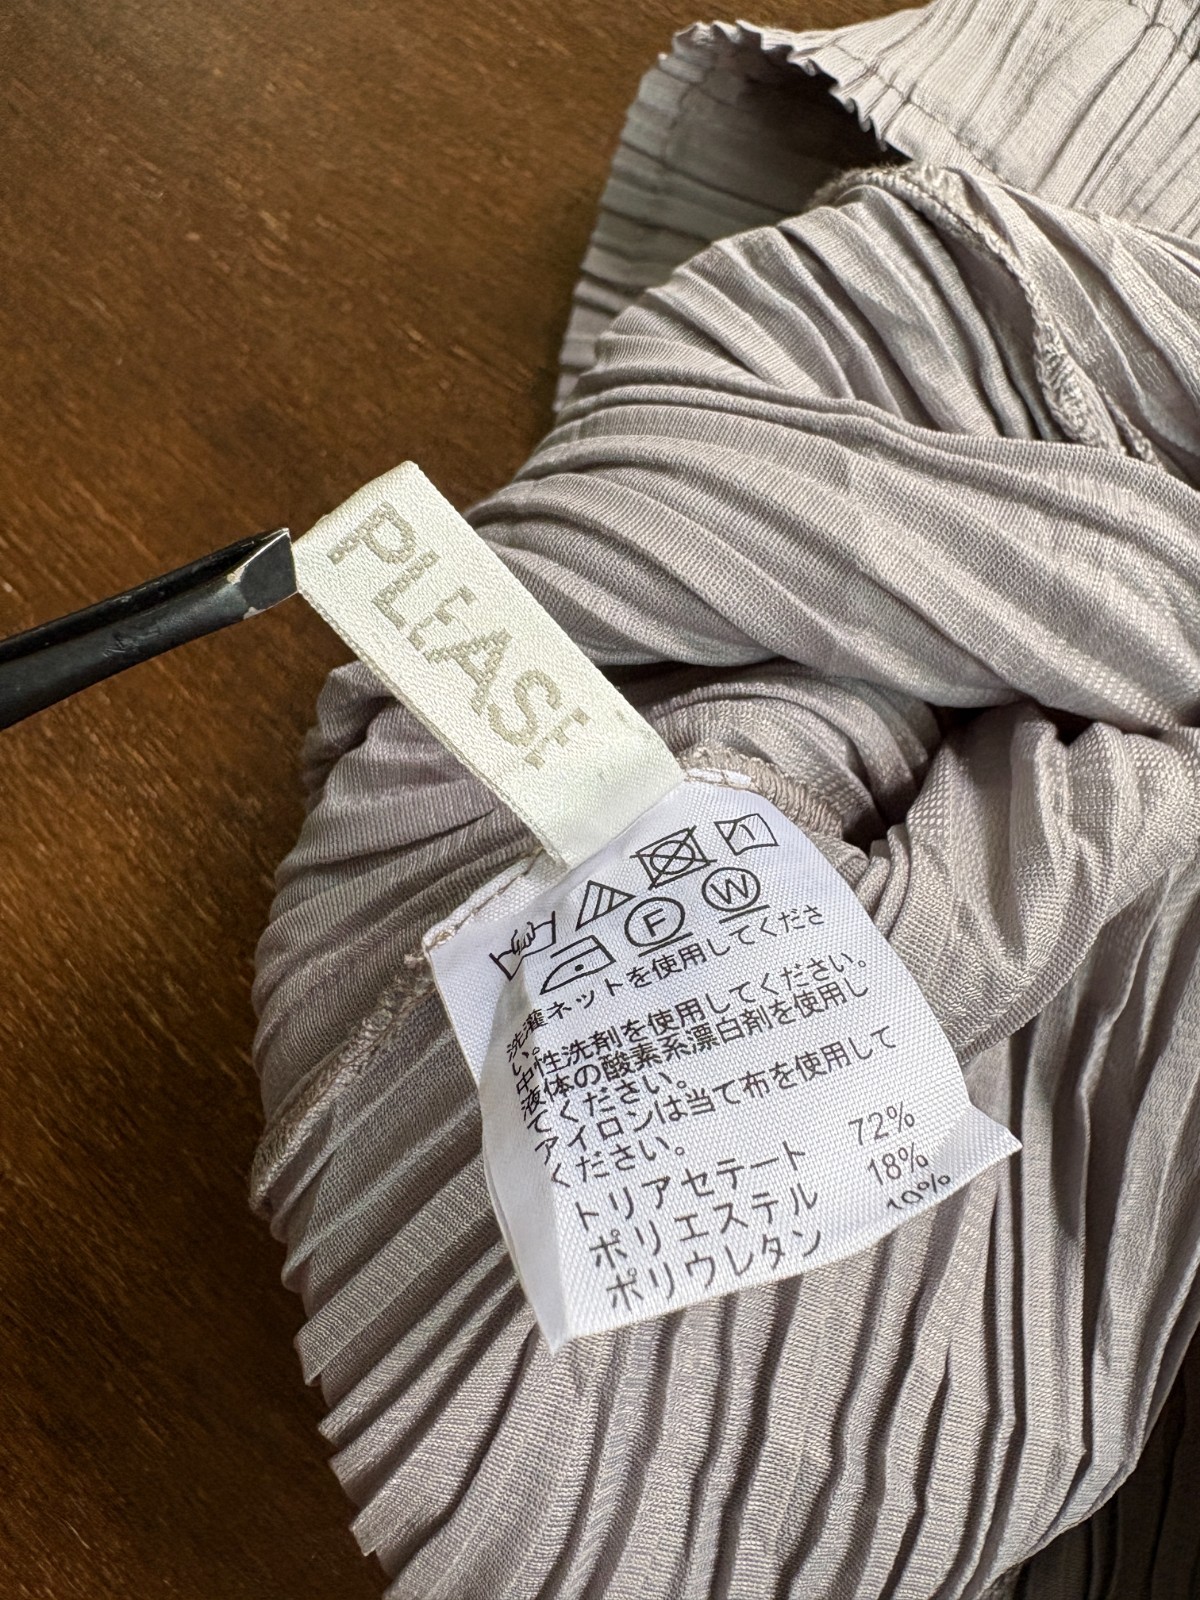 PLEASE
F
W
洗濯ネットを使用してくださ
い。
中性洗剤を使用してください。
液体の酸素系漂白剤を使用し
てください。
アイロンは当て布を使用して
ください。
トリアセテート 72%
ポリエステル 18%
ポリウレタン 10%